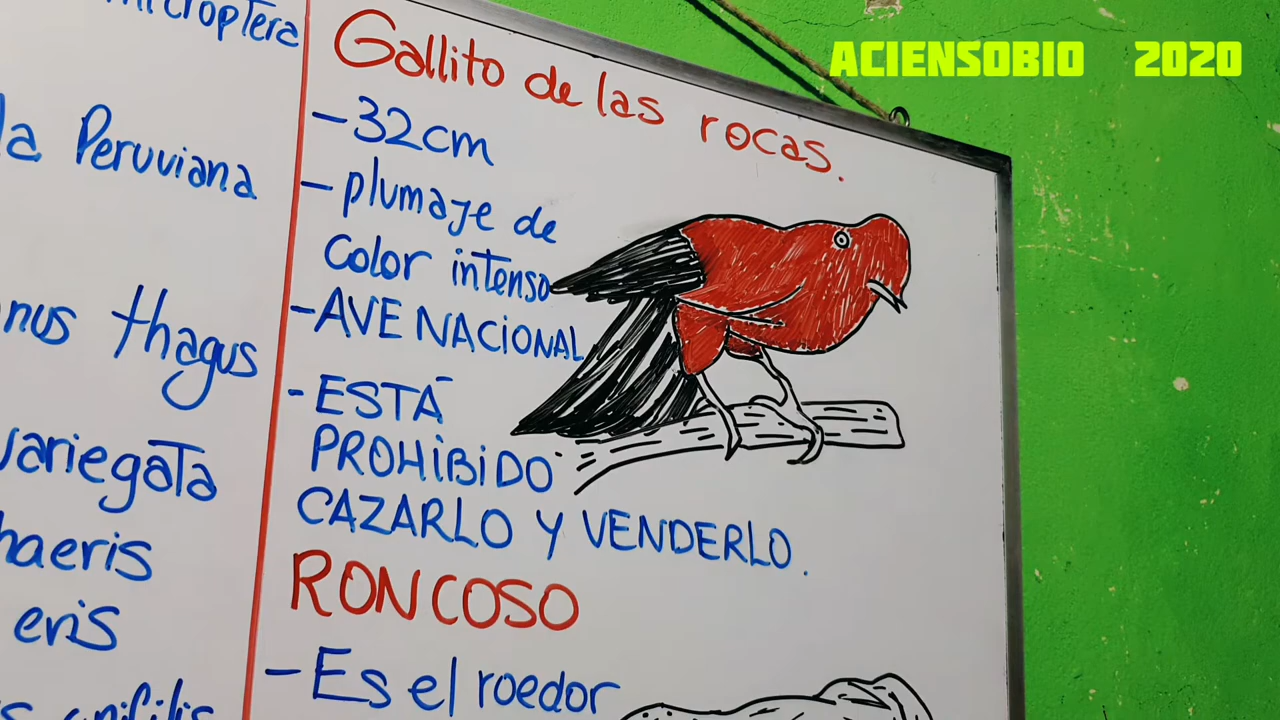 ACIENSOBIO 2020
microptera
la Peruviana
thagus
variegata
eris
Gallito de las rocas.
-32cm
- plumaje de
color intenso
-AVE NACIONAL
-ESTÁ
PROHIBIDO
CAZARLO Y VENDERLO.
RONCOSO
-Es el roedor